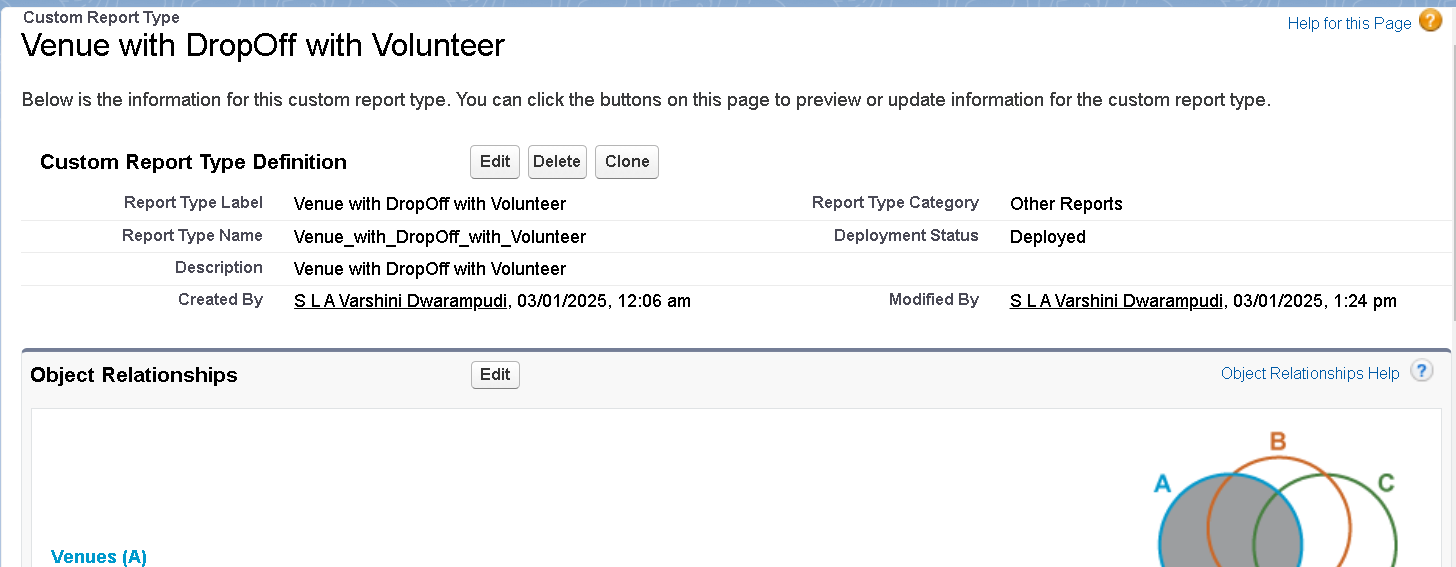 Custom Report Type
Help for this Page ?
Venue with DropOff with Volunteer
Below is the information for this custom report type. You can click the buttons on this page to preview or update information for the custom report type.
Custom Report Type Definition Edit Delete Clone
Report Type Label Venue with DropOff with Volunteer Report Type Category Other Reports
Report Type Name Venue_with_DropOff_with_Volunteer Deployment Status Deployed
Description Venue with DropOff with Volunteer
Created By S L A Varshini Dwarampudi, 03/01/2025, 12:06 am Modified By S L A Varshini Dwarampudi, 03/01/2025, 1:24 pm
Object Relationships Edit Object Relationships Help ?
B
A C
Venues (A)